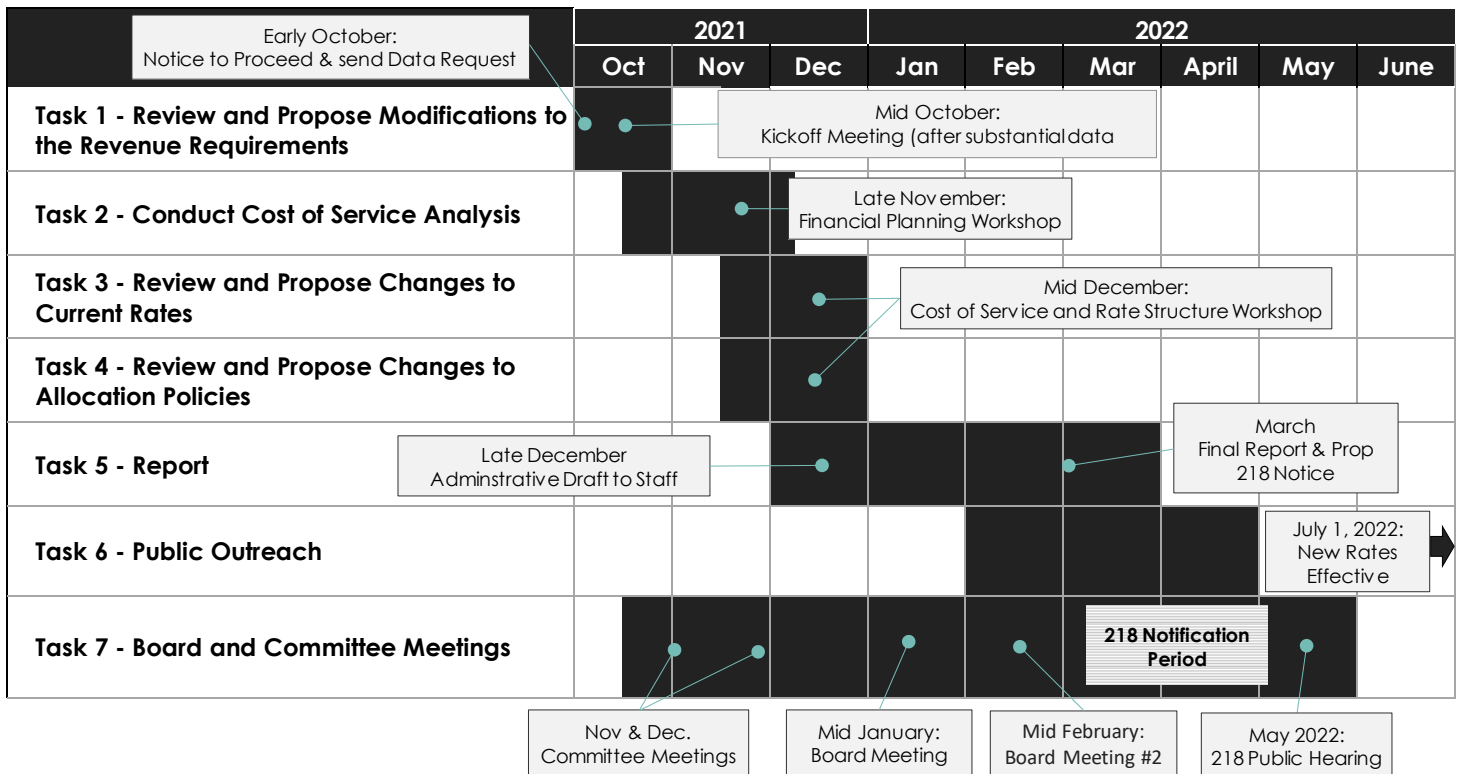 Early October:
Notice to Proceed & send Data Request
2021
2022
Oct
Nov
Dec
Jan
Feb
Mar
April
May
June
Task 1 - Review and Propose Modifications to
the Revenue Requirements
Mid October:
Kickoff Meeting (after substantial data
Task 2 - Conduct Cost of Service Analysis
Late November:
Financial Planning Workshop
Task 3 - Review and Propose Changes to
Current Rates
Mid December:
Cost of Service and Rate Structure Workshop
Task 4 - Review and Propose Changes to
Allocation Policies
Task 5 - Report
Late December
Adminstrative Draft to Staff
March
Final Report & Prop
218 Notice
Task 6 - Public Outreach
July 1, 2022:
New Rates
Effective
Task 7 - Board and Committee Meetings
218 Notification
Period
Nov & Dec.
Committee Meetings
Mid January:
Board Meeting
Mid February:
Board Meeting #2
May 2022:
218 Public Hearing